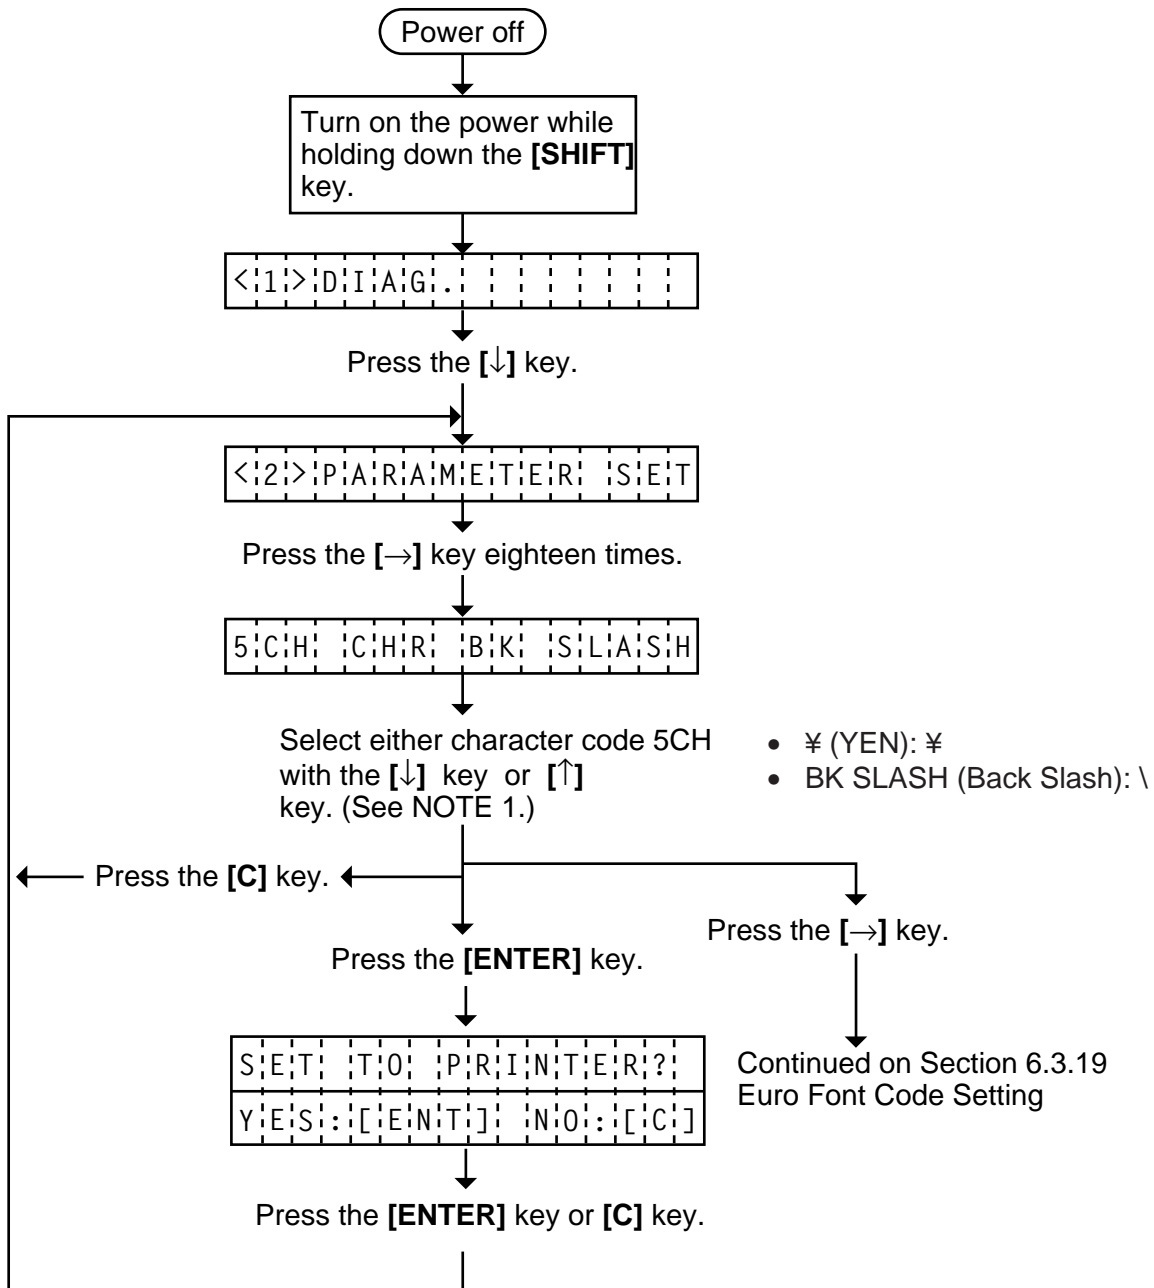 Power off
Turn on the power while
holding down the [SHIFT]
key.
<1>DIAG.
Press the [↓] key.
<2>PARAMETER SET
Press the [→] key eighteen times.
5CH CHR BK SLASH
Select either character code 5CH
with the [↓] key or [↑]
key. (See NOTE 1.)
• ¥ (YEN): ¥
• BK SLASH (Back Slash): \
Press the [C] key.
Press the [→] key.
Press the [ENTER] key.
SET TO PRINTER?
YES:[ENT] NO:[C]
Continued on Section 6.3.19
Euro Font Code Setting
Press the [ENTER] key or [C] key.